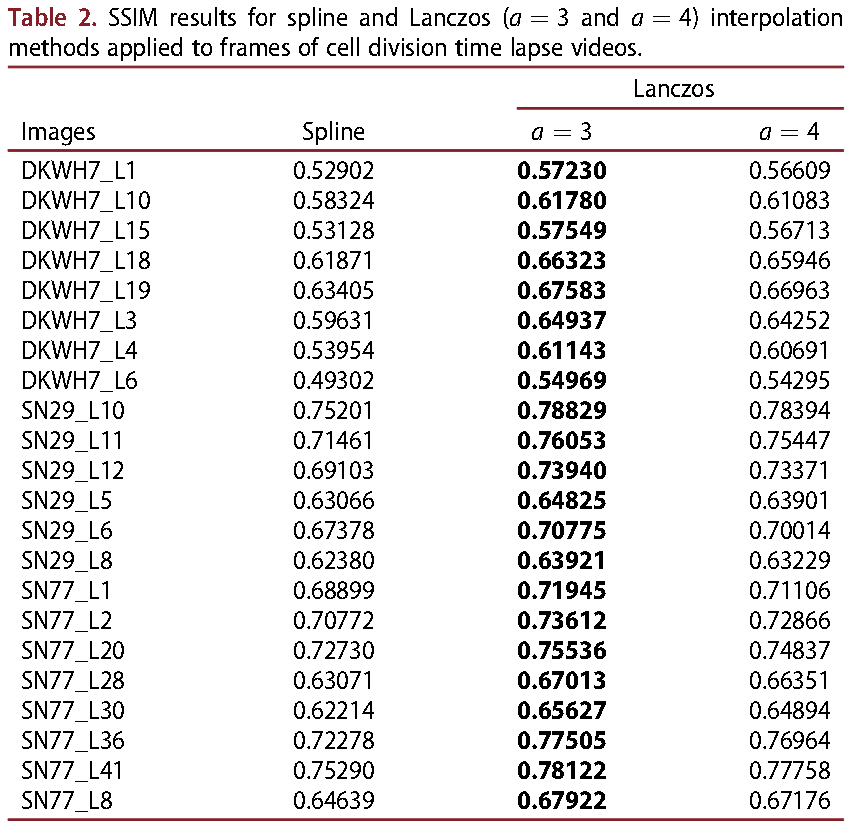 Table 2. SSIM results for spline and Lanczos (a = 3 and a = 4) interpolation
methods applied to frames of cell division time lapse videos.
Lanczos
Images Spline a = 3 a = 4
DKWH7_L1 0.52902 0.57230 0.56609
DKWH7_L10 0.58324 0.61780 0.61083
DKWH7_L15 0.53128 0.57549 0.56713
DKWH7_L18 0.61871 0.66323 0.65946
DKWH7_L19 0.63405 0.67583 0.66963
DKWH7_L3 0.59631 0.64937 0.64252
DKWH7_L4 0.53954 0.61143 0.60691
DKWH7_L6 0.49302 0.54969 0.54295
SN29_L10 0.75201 0.78829 0.78394
SN29_L11 0.71461 0.76053 0.75447
SN29_L12 0.69103 0.73940 0.73371
SN29_L5 0.63066 0.64825 0.63901
SN29_L6 0.67378 0.70775 0.70014
SN29_L8 0.62380 0.63921 0.63229
SN77_L1 0.68899 0.71945 0.71106
SN77_L2 0.70772 0.73612 0.72866
SN77_L20 0.72730 0.75536 0.74837
SN77_L28 0.63071 0.67013 0.66351
SN77_L30 0.62214 0.65627 0.64894
SN77_L36 0.72278 0.77505 0.76964
SN77_L41 0.75290 0.78122 0.77758
SN77_L8 0.64639 0.67922 0.67176